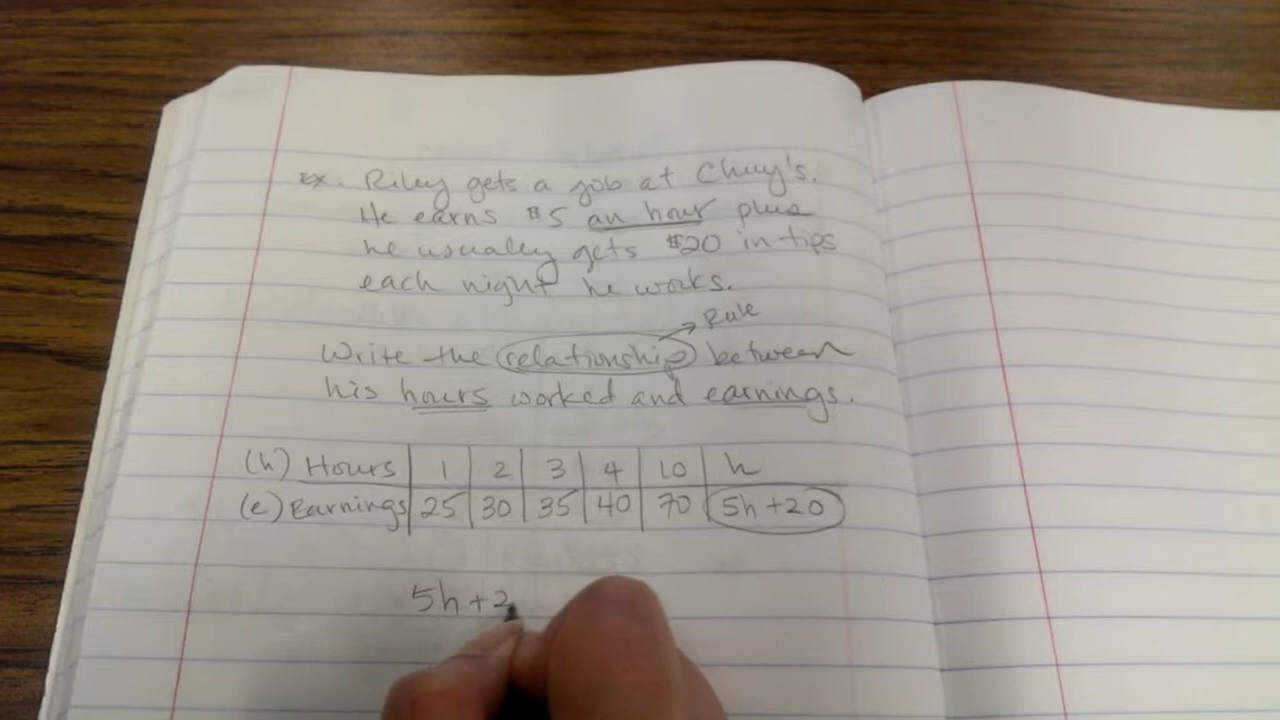 Ex. Riley gets a job at Chuy's.
He earns $5 an hour plus
he usually gets $20 in tips
each night he works.
Rule
Write the relationship between
his hours worked and earnings.
(h) Hours 1 2 3 4 10 h
(e) Earnings 25 30 35 40 70 5h +20
5h + 2